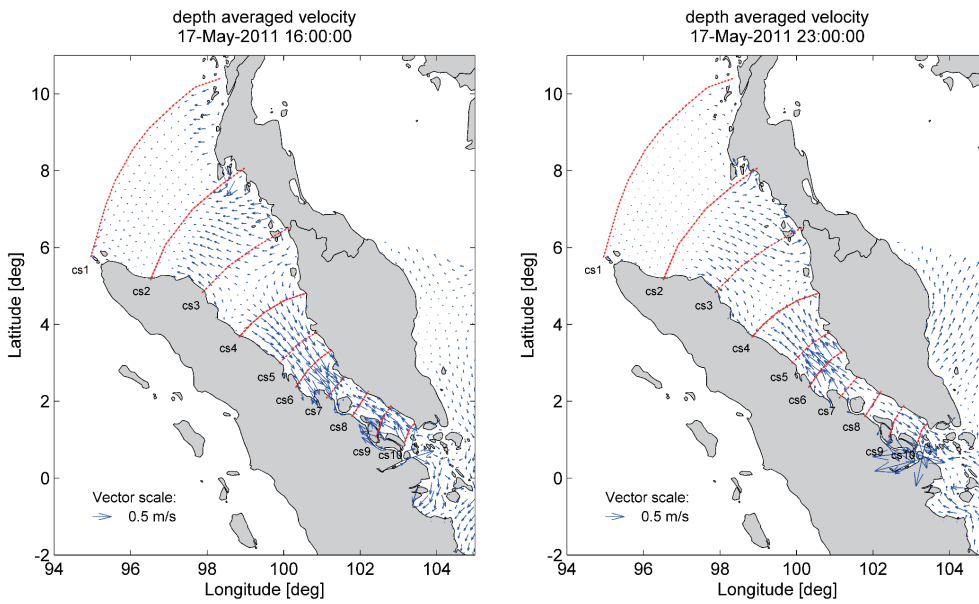 depth averaged velocity
17-May-2011 16:00:00
10
8
6
4
2
0
-2
Latitude [deg]
cs1
cs2
cs3
cs4
cs5
cs6
cs7
cs8
cs9
cs10
Vector scale:
0.5 m/s
94
96
98
100
102
104
Longitude [deg]
depth averaged velocity
17-May-2011 23:00:00
10
8
6
4
2
0
-2
Latitude [deg]
cs1
cs2
cs3
cs4
cs5
cs6
cs7
cs8
cs9
cs10
Vector scale:
0.5 m/s
94
96
98
100
102
104
Longitude [deg]